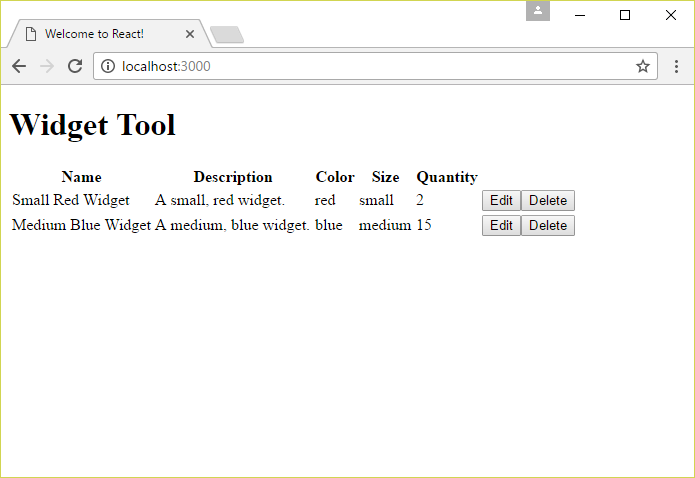 Welcome to React!
localhost:3000
Widget Tool
Name Description Color Size Quantity
Small Red Widget A small, red widget. red small 2 Edit Delete
Medium Blue Widget A medium, blue widget. blue medium 15 Edit Delete